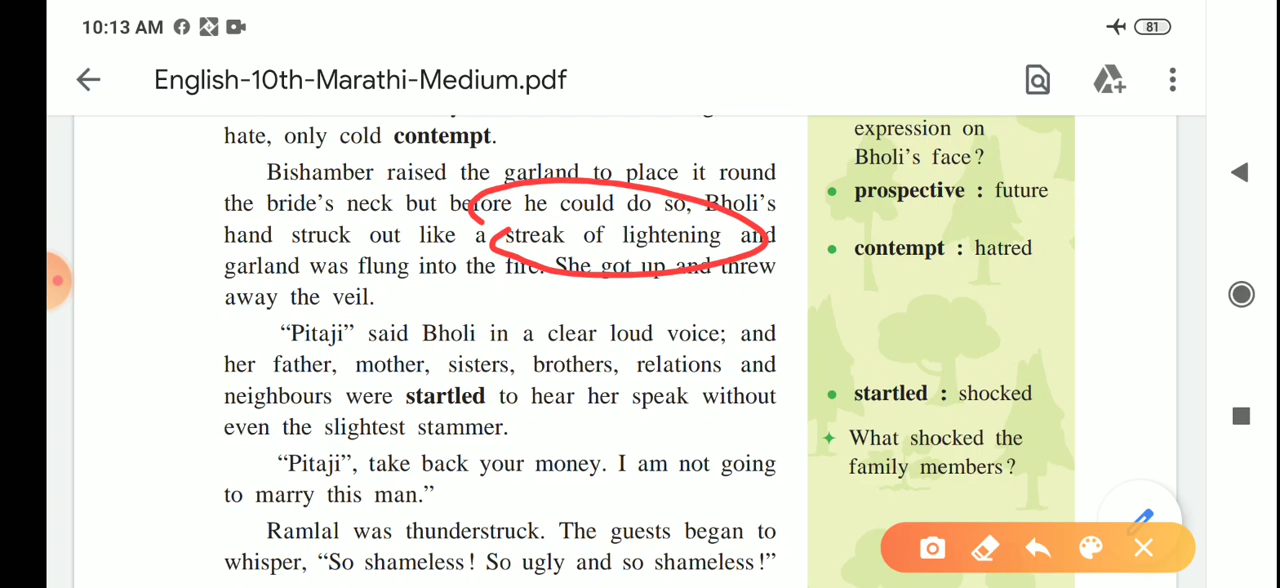 10:13 AM
81
English-10th-Marathi-Medium.pdf
hate, only cold contempt.
Bishamber raised the garland to place it round
the bride's neck but before he could do so, Bholi's
hand struck out like a streak of lightening and
garland was flung into the fire. She got up and threw
away the veil.
“Pitaji” said Bholi in a clear loud voice; and
her father, mother, sisters, brothers, relations and
neighbours were startled to hear her speak without
even the slightest stammer.
“Pitaji”, take back your money. I am not going
to marry this man.”
Ramlal was thunderstruck. The guests began to
whisper, “So shameless! So ugly and so shameless!”
expression on
Bholi's face?
prospective : future
contempt : hatred
startled : shocked
What shocked the
family members?